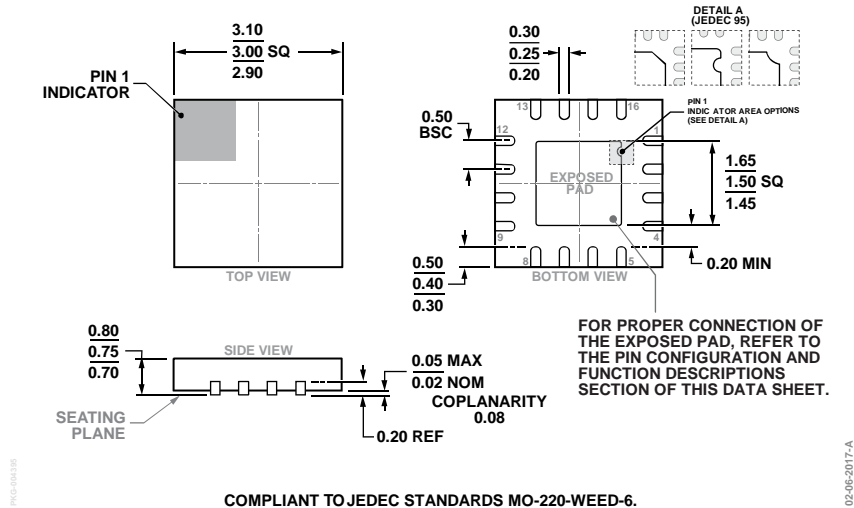 3.10
3.00 SQ
2.90
PIN 1
INDICATOR
TOP VIEW
0.30
0.25
0.20
DETAIL A
(JEDEC 95)
PIN 1
INDIC ATOR AREA OPTIONS
(SEE DETAIL A)
0.50
BSC
13
16
12
1
9
4
8
5
EXPOSED
PAD
BOTTOM VIEW
1.65
1.50 SQ
1.45
0.20 MIN
0.50
0.40
0.30
FOR PROPER CONNECTION OF
THE EXPOSED PAD, REFER TO
THE PIN CONFIGURATION AND
FUNCTION DESCRIPTIONS
SECTION OF THIS DATA SHEET.
0.80
0.75
0.70
SIDE VIEW
0.05 MAX
0.02 NOM
COPLANARITY
0.08
0.20 REF
SEATING
PLANE
PKG-004395
02-06-2017-A
COMPLIANT TO JEDEC STANDARDS MO-220-WEED-6.